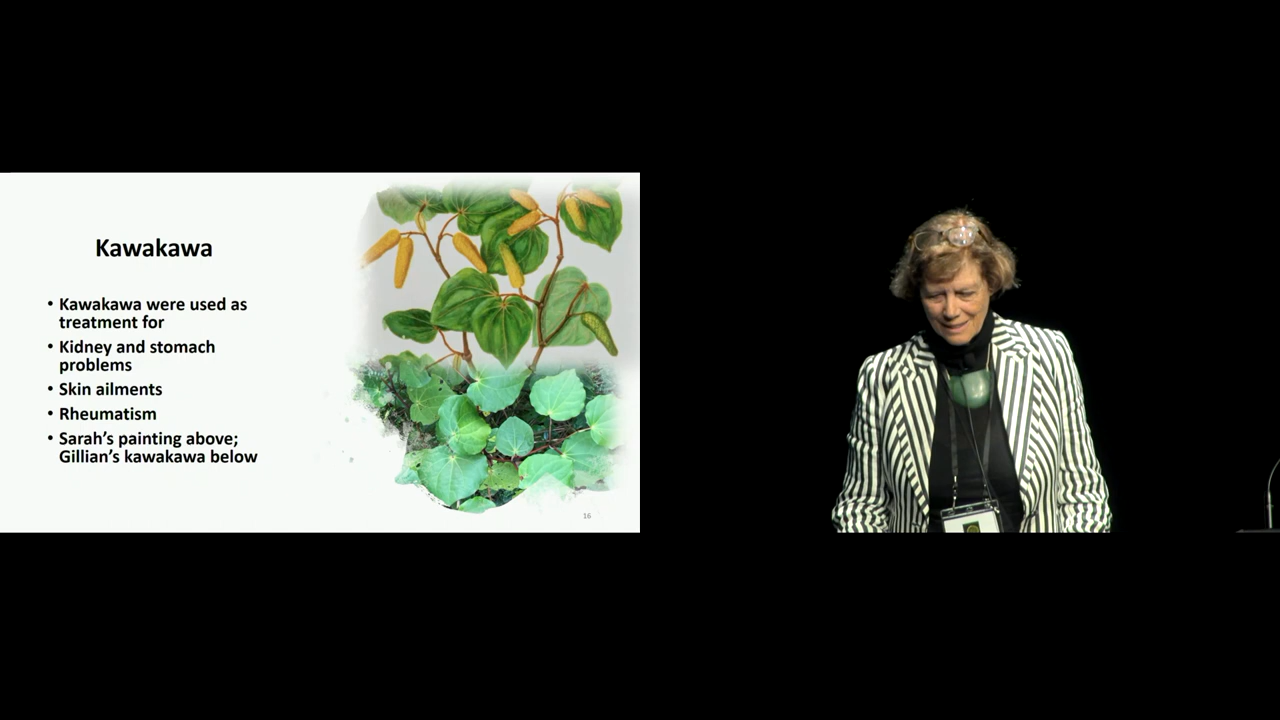 Kawakawa
• Kawakawa were used as
treatment for
• Kidney and stomach
problems
• Skin ailments
• Rheumatism
• Sarah’s painting above;
Gillian’s kawakawa below
16